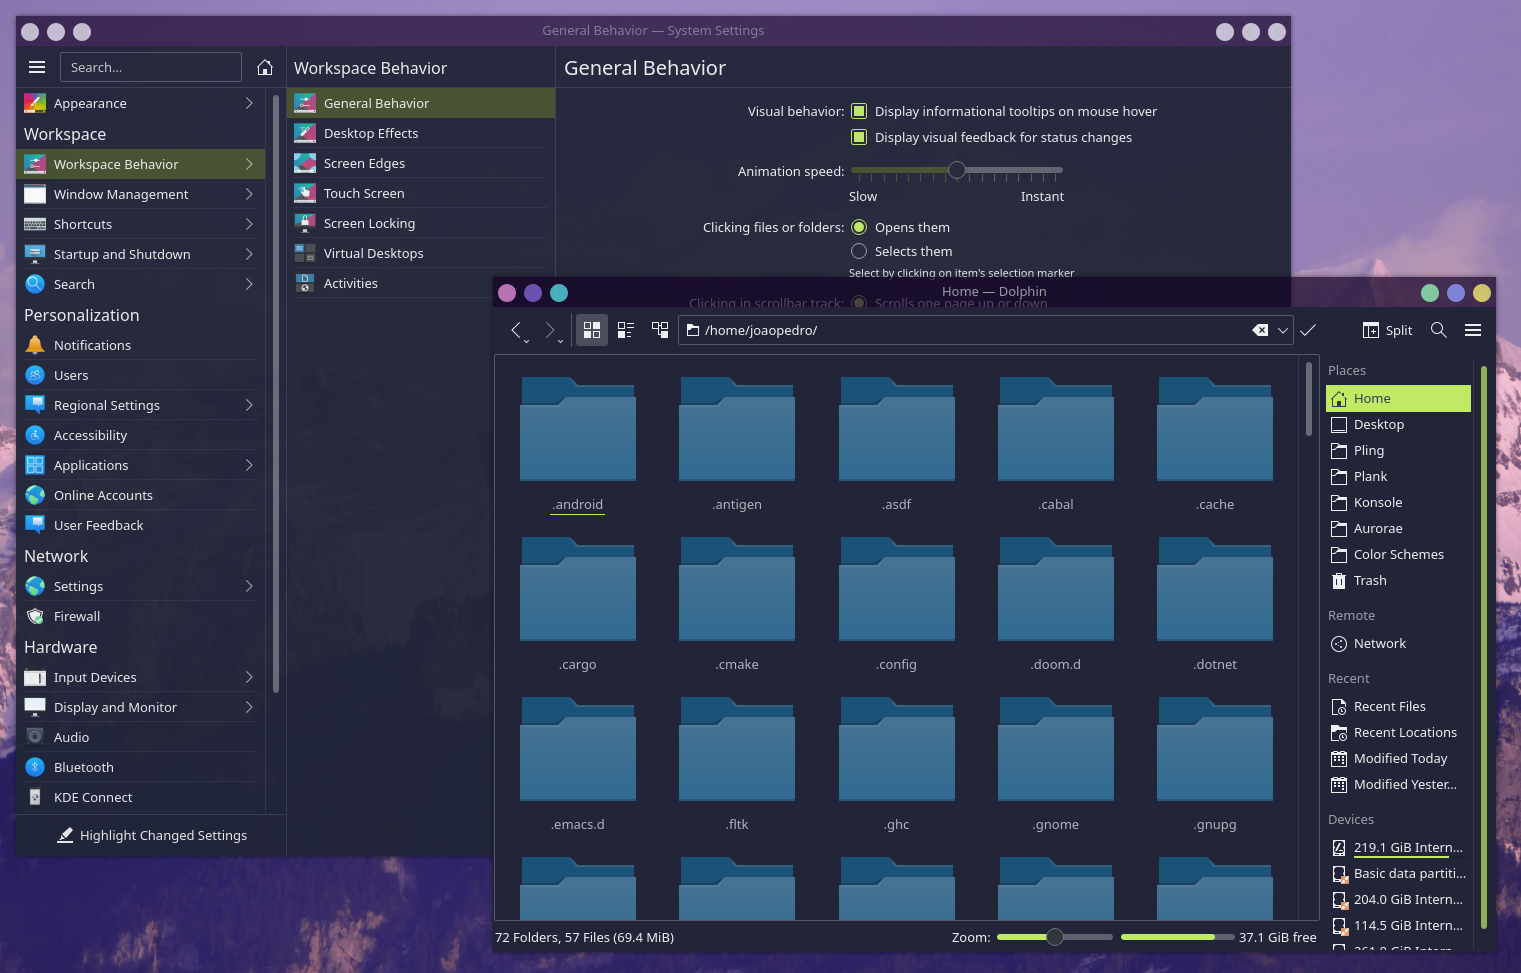 General Behavior — System Settings
Search...
Workspace Behavior
General Behavior
Appearance
Workspace
Workspace Behavior
Window Management
Shortcuts
Startup and Shutdown
Search
Personalization
Notifications
Users
Regional Settings
Accessibility
Applications
Online Accounts
User Feedback
Network
Settings
Firewall
Hardware
Input Devices
Display and Monitor
Audio
Bluetooth
KDE Connect
Highlight Changed Settings
General Behavior
Desktop Effects
Screen Edges
Touch Screen
Screen Locking
Virtual Desktops
Activities
Visual behavior: Display informational tooltips on mouse hover
Display visual feedback for status changes
Animation speed:
Slow Instant
Clicking files or folders: Opens them
Selects them
Select by clicking on item's selection marker
Clicking in scrollbar track: Scrolls one page up or down
Home — Dolphin
/home/joaopedro/
Split
.android .antigen .asdf .cabal .cache
.cargo .cmake .config .doom.d .dotnet
.emacs.d .fltk .ghc .gnome .gnupg
Places
Home
Desktop
Pling
Plank
Konsole
Aurorae
Color Schemes
Trash
Remote
Network
Recent
Recent Files
Recent Locations
Modified Today
Modified Yester...
Devices
219.1 GiB Intern...
Basic data partiti...
204.0 GiB Intern...
114.5 GiB Intern...
72 Folders, 57 Files (69.4 MiB)
Zoom:
37.1 GiB free